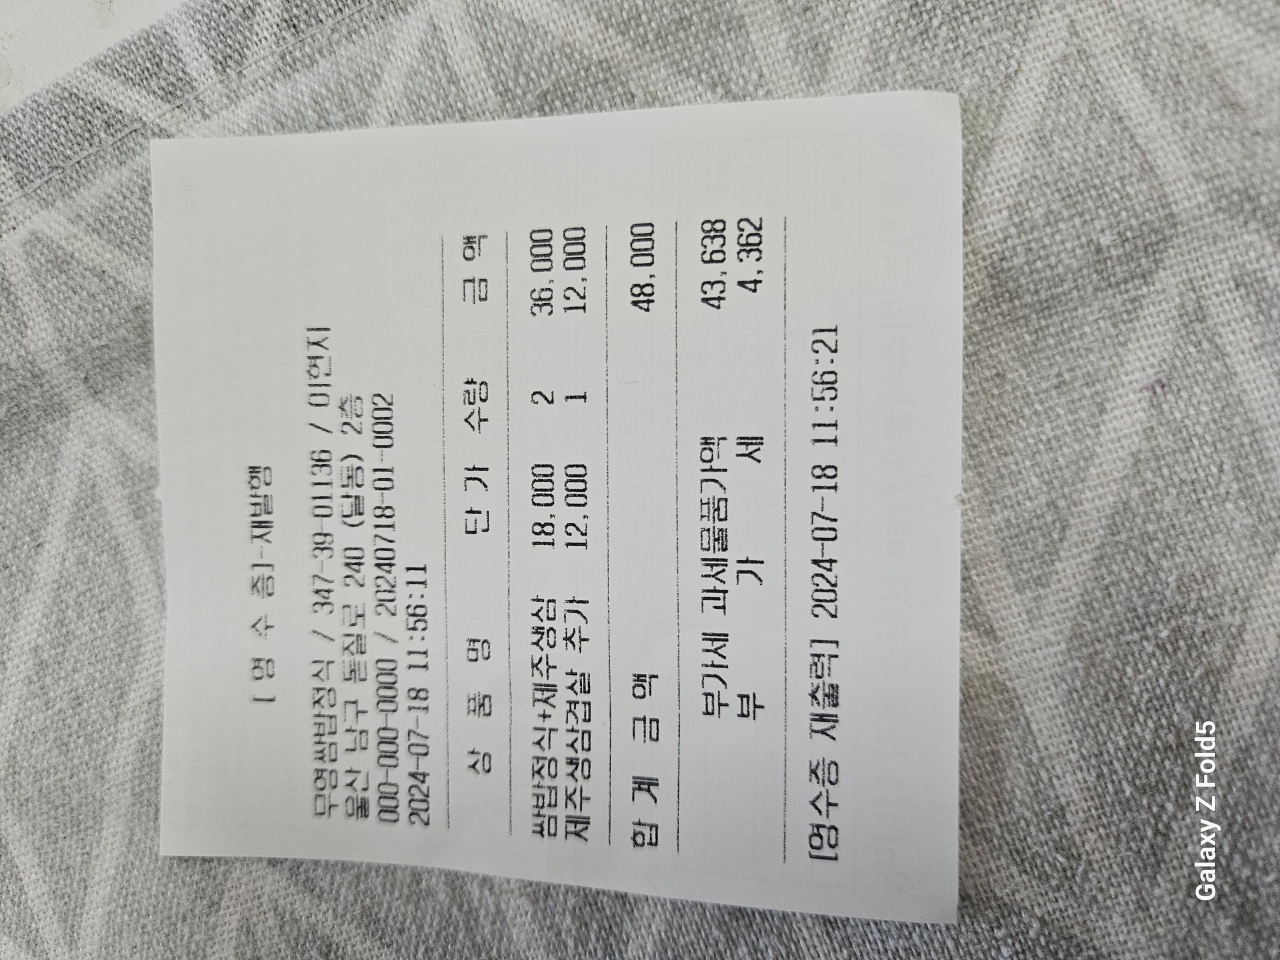 [ 영 수 증]-재발행
무영쌈밥정식 / 347-39-01136 / 이현지
울산 남구 돋질로 240 (달동) 2층
000-000-0000 / 20240718-01-0002
2024-07-18 11:56:11
상 품 명 단 가 수량 금 액
쌈밥정식+제주생삼 18,000 2 36,000
제주생삼겹살 추가 12,000 1 12,000
합 계 금 액 48,000
부가세 과세물품가액 43,638
부 가 세 4,362
[영수증 재출력] 2024-07-18 11:56:21
Galaxy Z Fold5